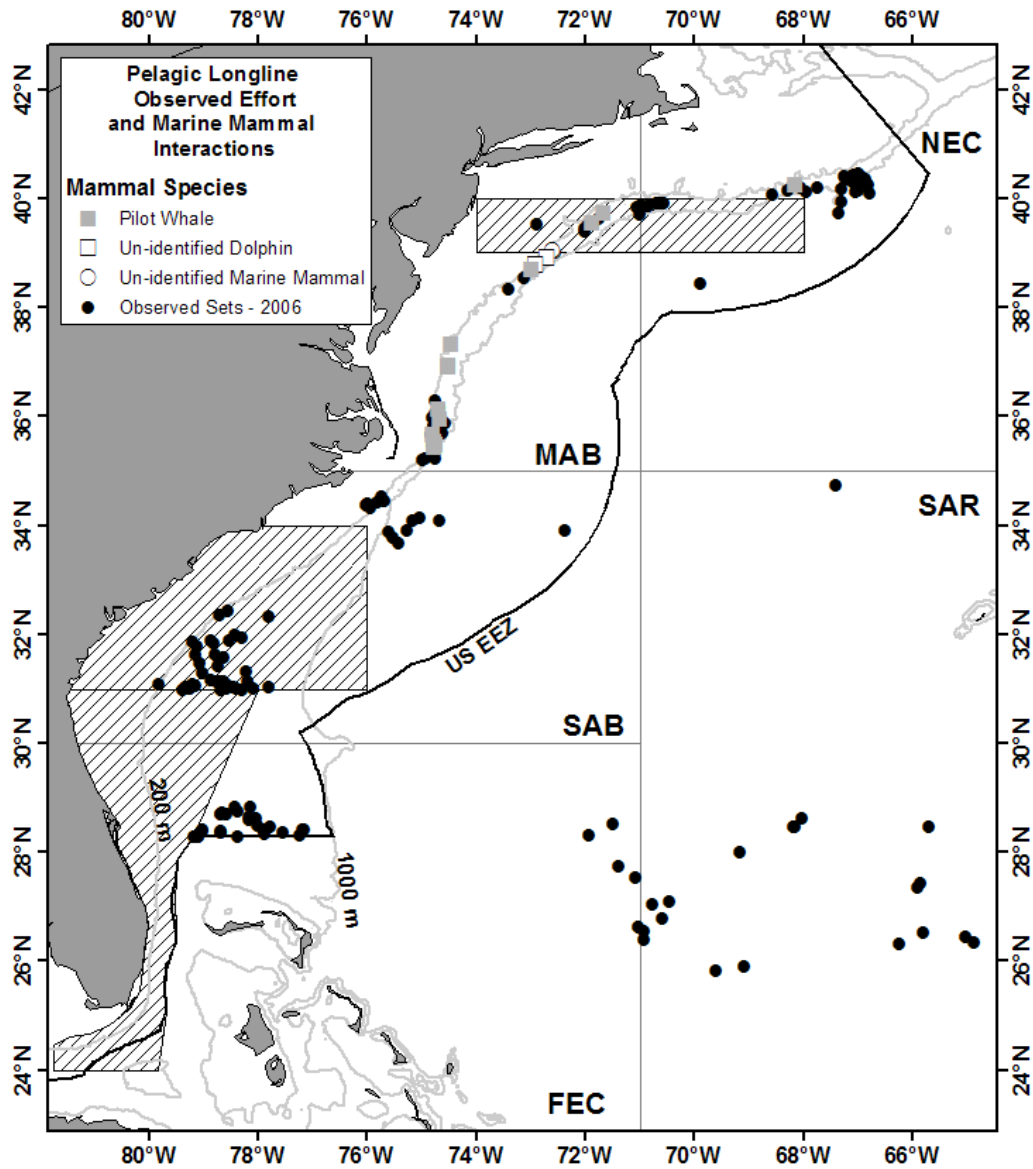 80°W 78°W 76°W 74°W 72°W 70°W 68°W 66°W
Pelagic Longline
Observed Effort
and Marine Mammal
Interactions
Mammal Species
Pilot Whale
Un-identified Dolphin
Un-identified Marine Mammal
Observed Sets - 2006
NEC
MAB
SAR
US EEZ
SAB
200 m
1000 m
FEC
42°N 42°N
40°N 40°N
38°N 38°N
36°N 36°N
34°N 34°N
32°N 32°N
30°N 30°N
28°N 28°N
26°N 26°N
24°N 24°N
80°W 78°W 76°W 74°W 72°W 70°W 68°W 66°W